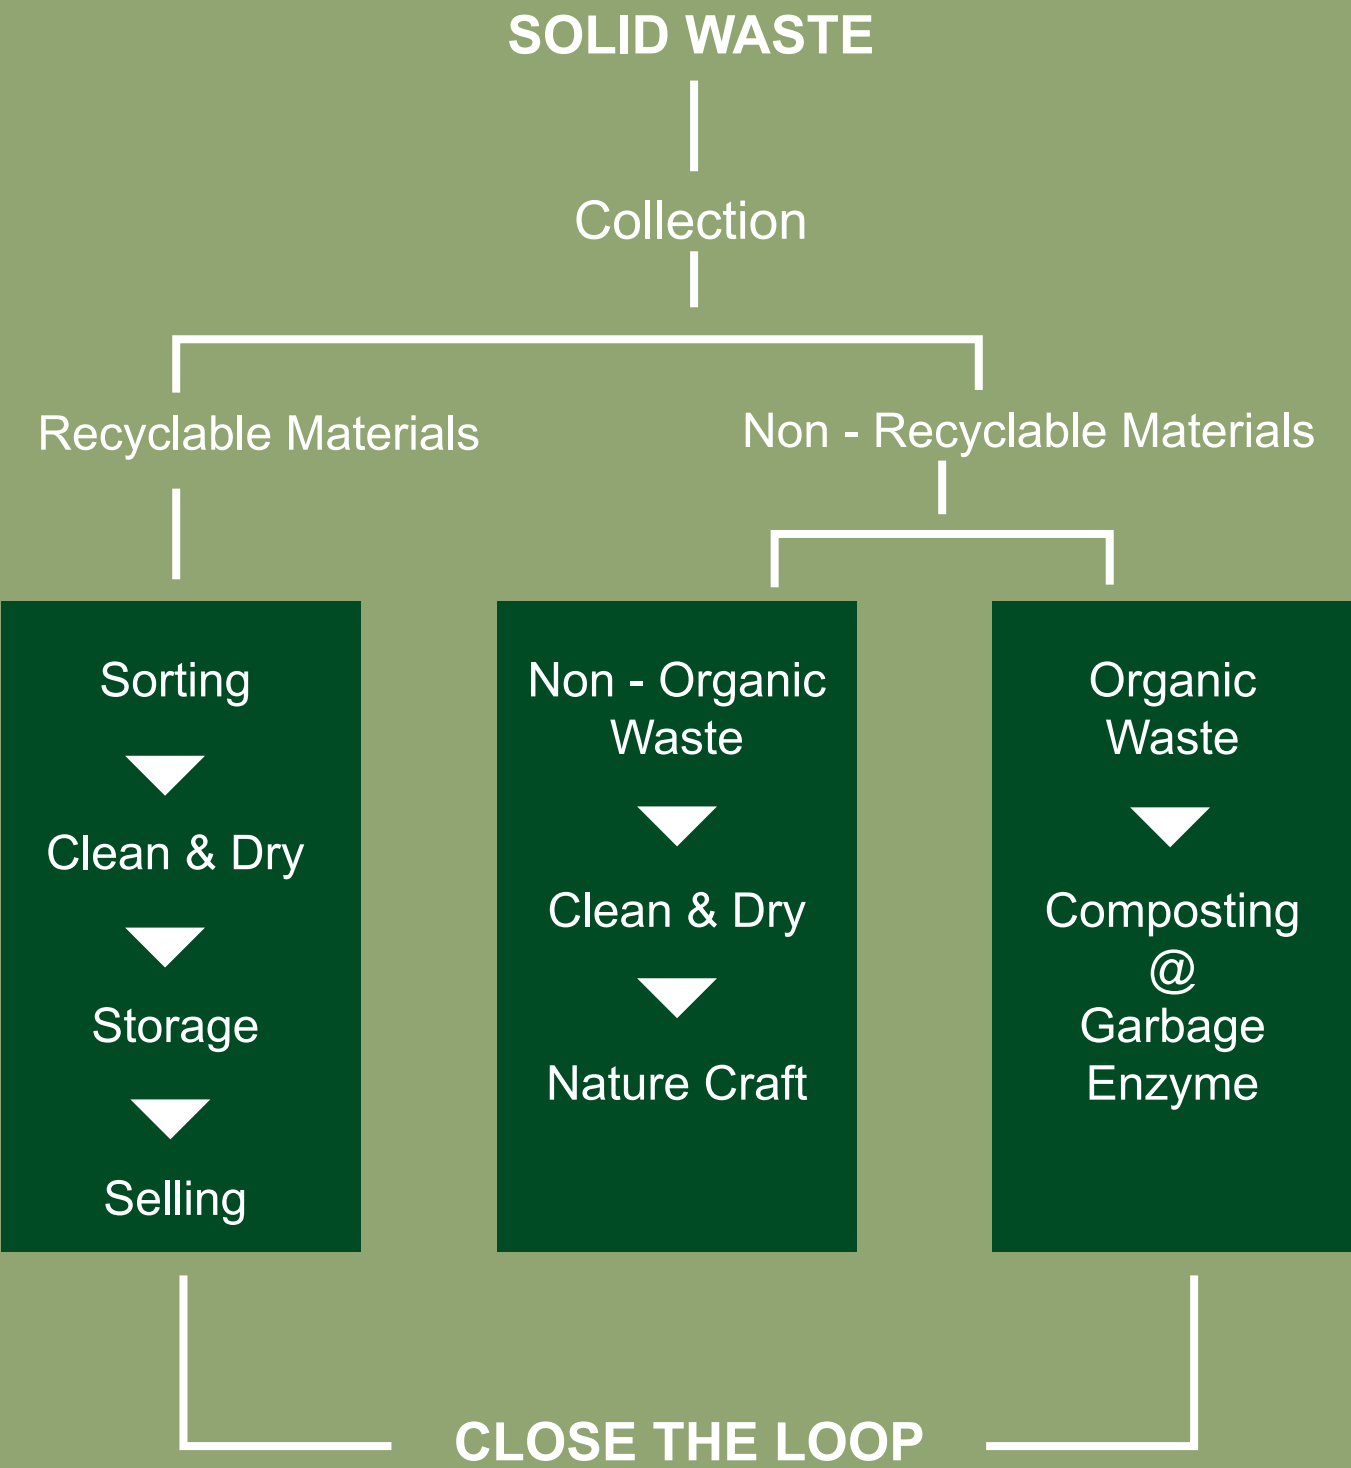 SOLID WASTE
Collection
Recyclable Materials
Non - Recyclable Materials
Sorting
Clean & Dry
Storage
Selling
Non - Organic
Waste
Clean & Dry
Nature Craft
Organic
Waste
Composting
@
Garbage
Enzyme
CLOSE THE LOOP